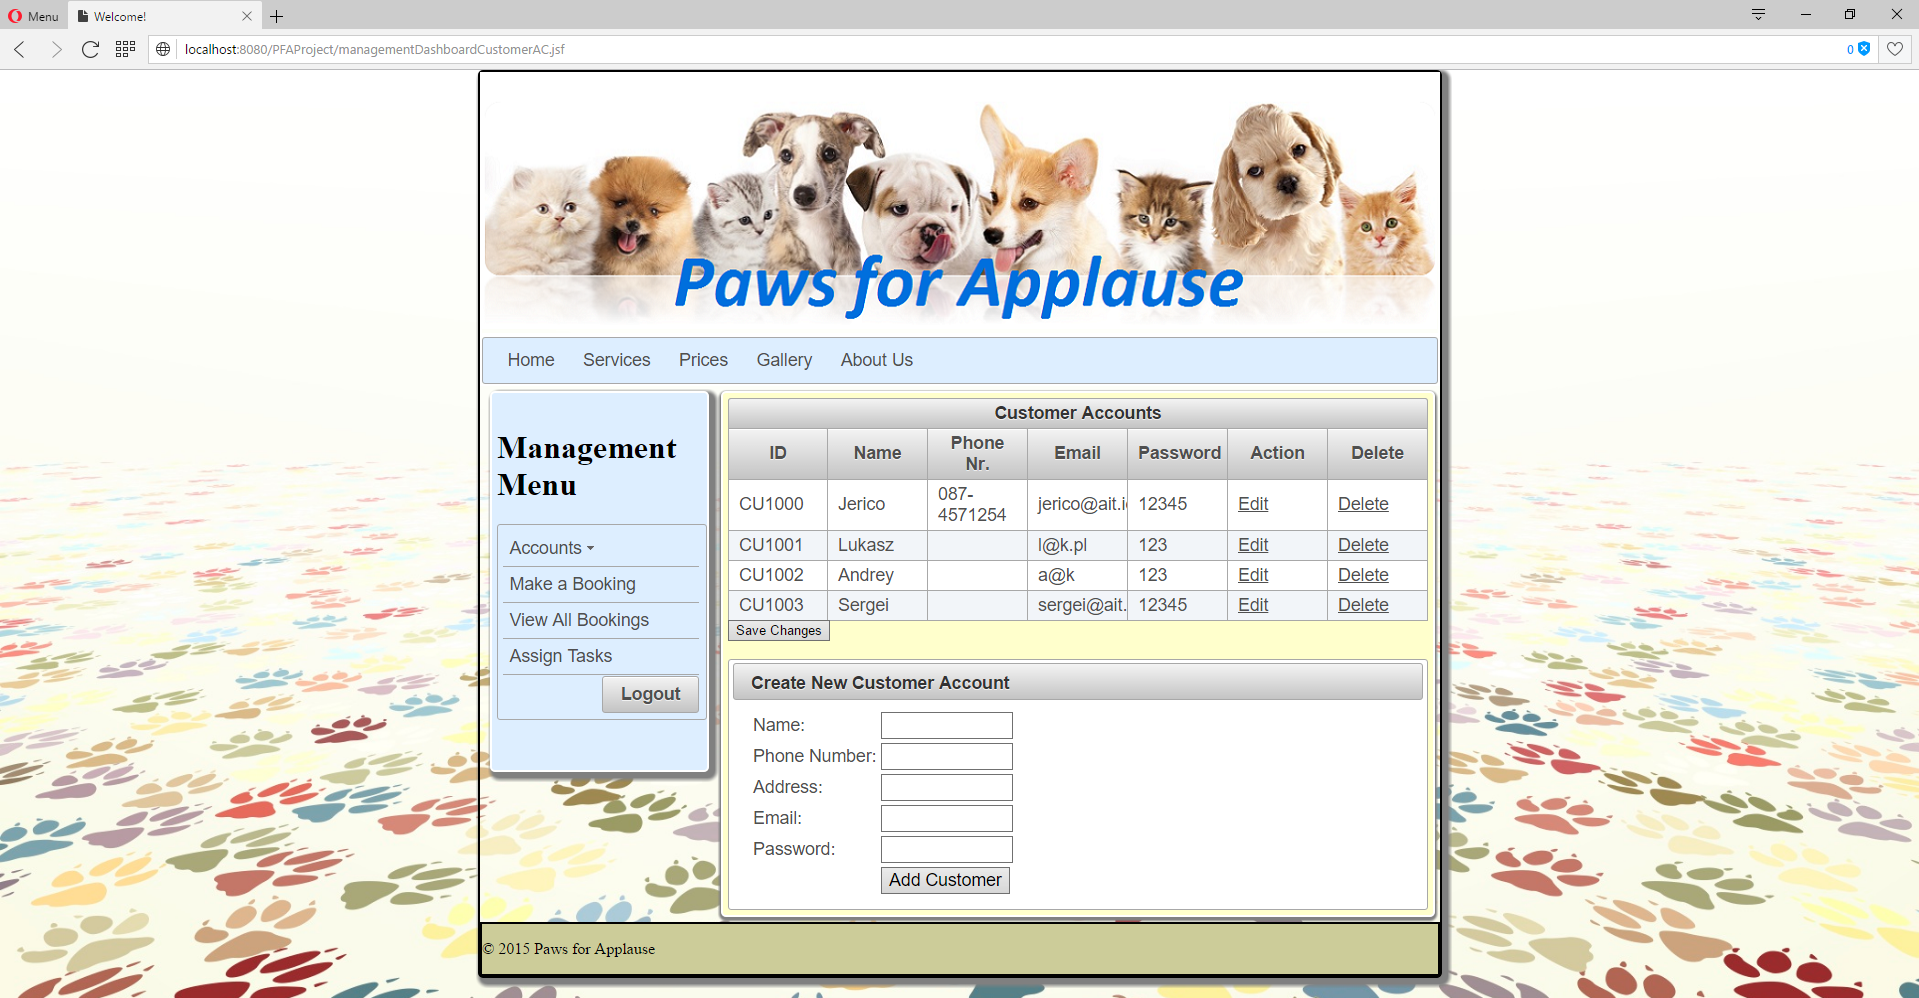 Menu
Welcome!
localhost:8080/PFAProject/managementDashboardCustomerAC.jsf
0
Paws for Applause
Home Services Prices Gallery About Us
Management
Menu
Accounts
Make a Booking
View All Bookings
Assign Tasks
Logout
Customer Accounts
ID Name Phone Nr. Email Password Action Delete
CU1000 Jerico 087-4571254 jerico@ait.i 12345 Edit Delete
CU1001 Lukasz l@k.pl 123 Edit Delete
CU1002 Andrey a@k 123 Edit Delete
CU1003 Sergei sergei@ait. 12345 Edit Delete
Save Changes
Create New Customer Account
Name:
Phone Number:
Address:
Email:
Password:
Add Customer
© 2015 Paws for Applause